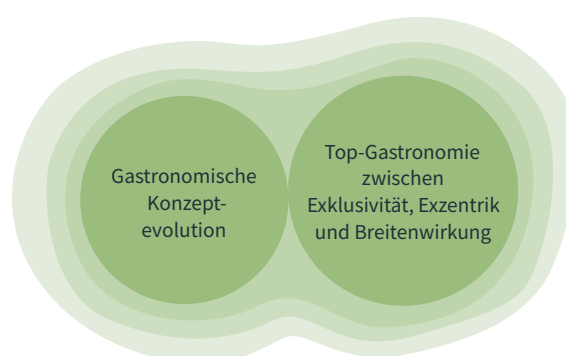 Gastronomische
Konzept-
evolution
Top-Gastronomie
zwischen
Exklusivität, Exzentrik
und Breitenwirkung